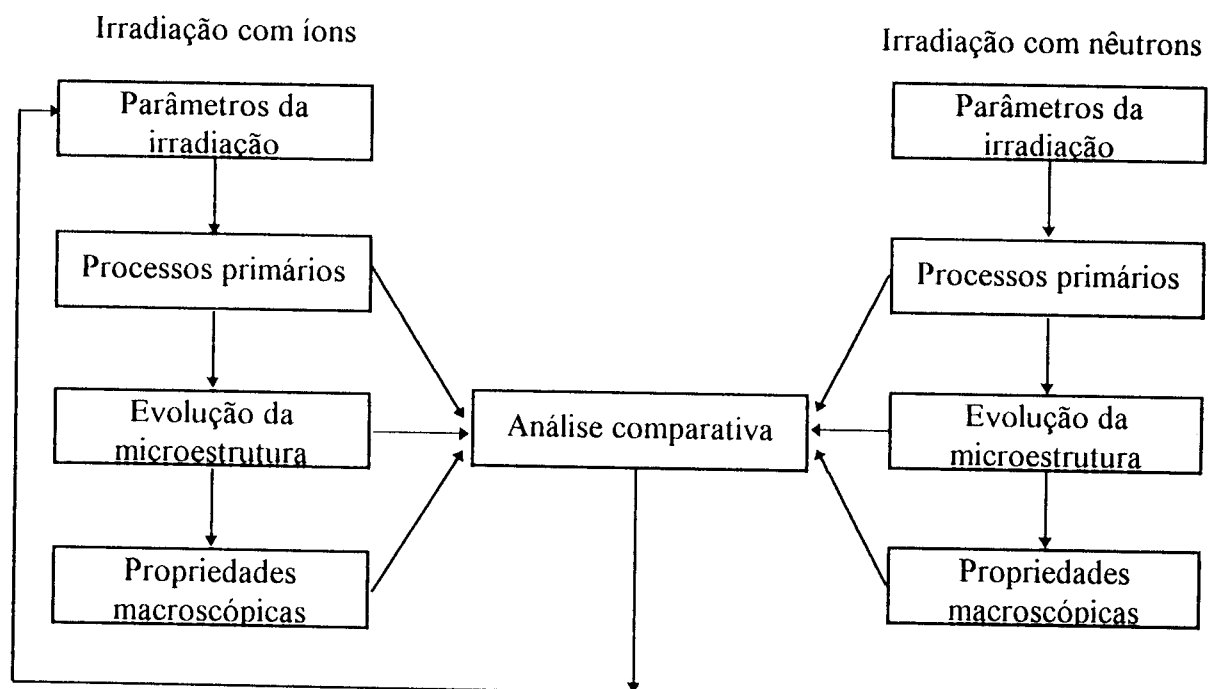 Irradiação com íons
Irradiação com nêutrons
Parâmetros da
irradiação
Parâmetros da
irradiação
Processos primários
Processos primários
Evolução da
microestrutura
Análise comparativa
Evolução da
microestrutura
Propriedades
macroscópicas
Propriedades
macroscópicas